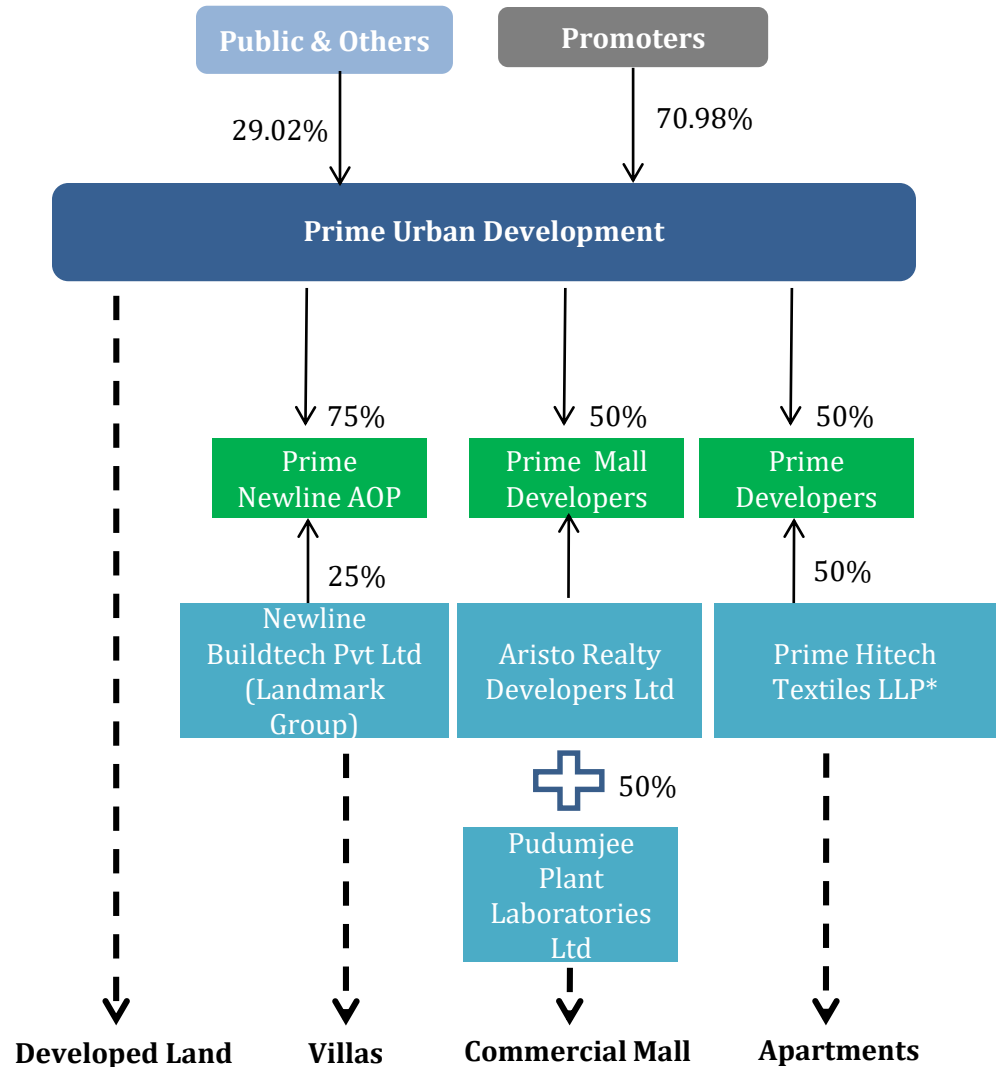 Public & Others
Promoters
29.02%
70.98%
Prime Urban Development
75%
50%
50%
Prime
Newline AOP
Prime Mall
Developers
Prime
Developers
25%
50%
Newline
Buildtech Pvt Ltd
(Landmark
Group)
Aristo Realty
Developers Ltd
Prime Hitech
Textiles LLP*
50%
Pudumjee
Plant
Laboratories
Ltd
Developed Land
Villas
Commercial Mall
Apartments